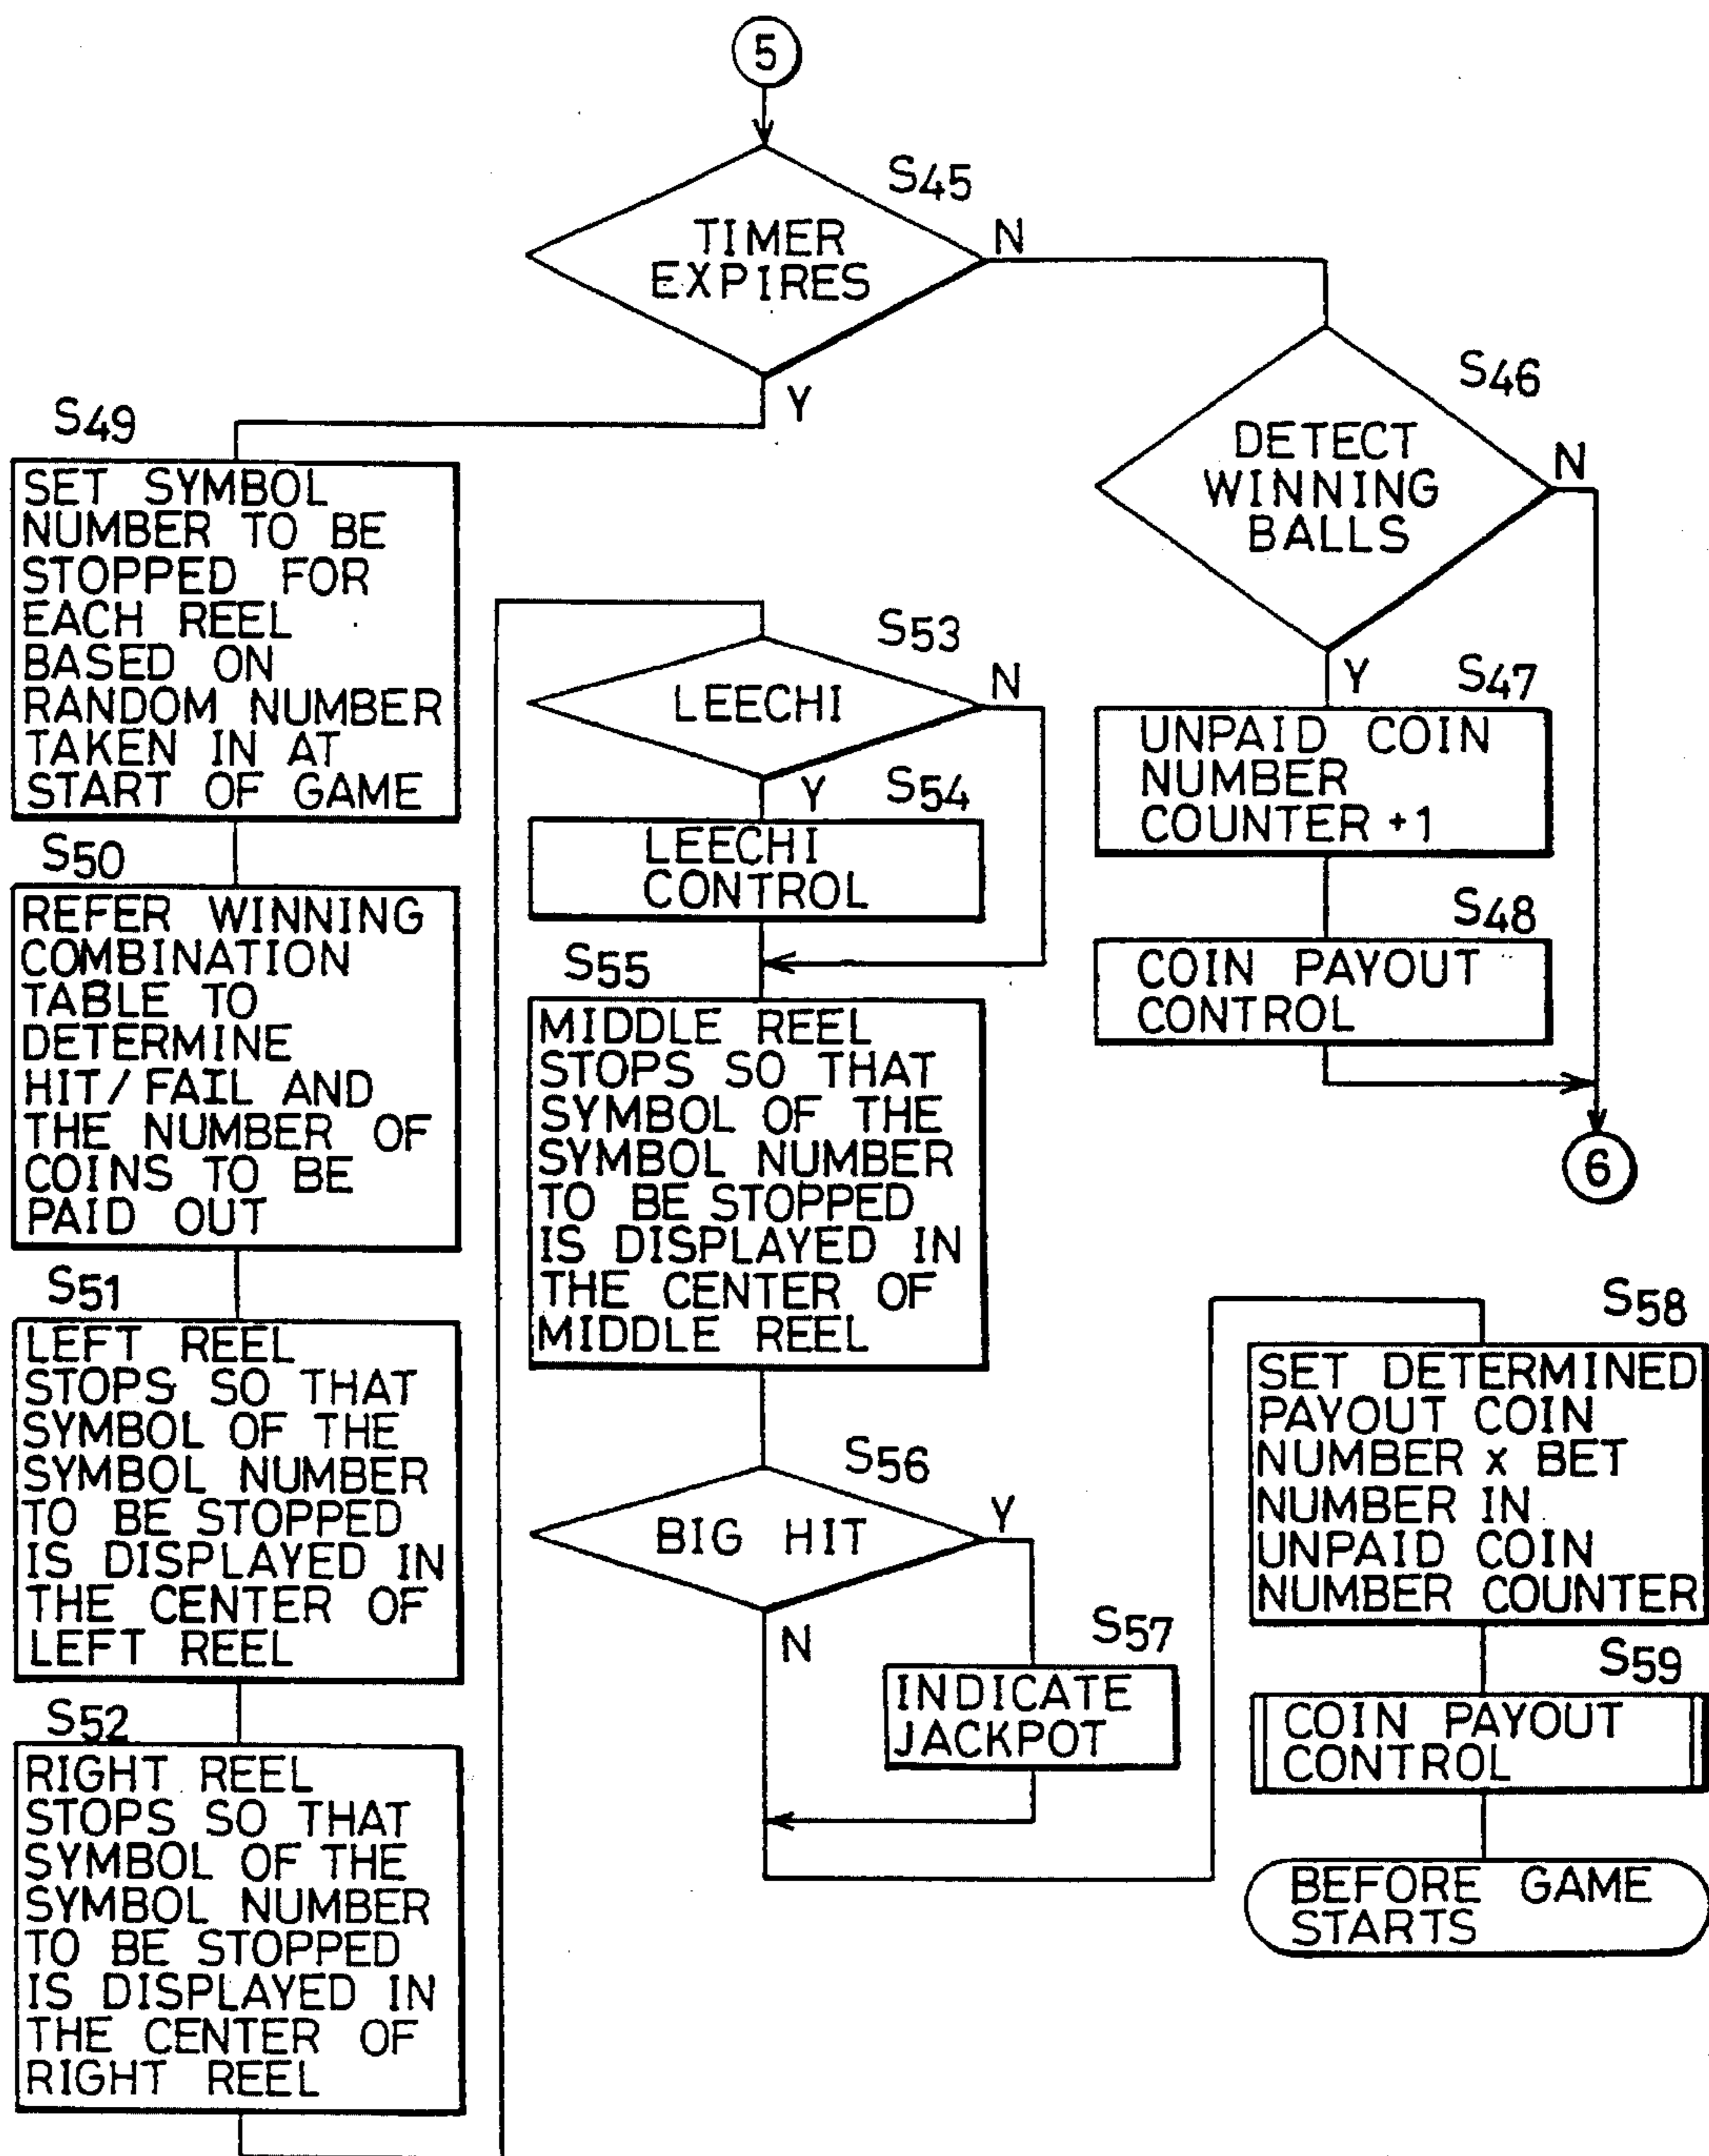 5
S45
TIMER
EXPIRES
N
Y
S46
DETECT
WINNING
BALLS
N
Y
S47
UNPAID COIN
NUMBER
COUNTER +1
S48
COIN PAYOUT
CONTROL
6
S49
SET SYMBOL
NUMBER TO BE
STOPPED FOR
EACH REEL
BASED ON
RANDOM NUMBER
TAKEN IN AT
START OF GAME
S50
REFER WINNING
COMBINATION
TABLE TO
DETERMINE
HIT/FAIL AND
THE NUMBER OF
COINS TO BE
PAID OUT
S51
LEFT REEL
STOPS SO THAT
SYMBOL OF THE
SYMBOL NUMBER
TO BE STOPPED
IS DISPLAYED IN
THE CENTER OF
LEFT REEL
S52
RIGHT REEL
STOPS SO THAT
SYMBOL OF THE
SYMBOL NUMBER
TO BE STOPPED
IS DISPLAYED IN
THE CENTER OF
RIGHT REEL
S53
LEECHI
N
Y
S54
LEECHI
CONTROL
S55
MIDDLE REEL
STOPS SO THAT
SYMBOL OF THE
SYMBOL NUMBER
TO BE STOPPED
IS DISPLAYED IN
THE CENTER OF
MIDDLE REEL
S56
BIG HIT
Y
N
S57
INDICATE
JACKPOT
S58
SET DETERMINED
PAYOUT COIN
NUMBER x BET
NUMBER IN
UNPAID COIN
NUMBER COUNTER
S59
COIN PAYOUT
CONTROL
BEFORE GAME
STARTS